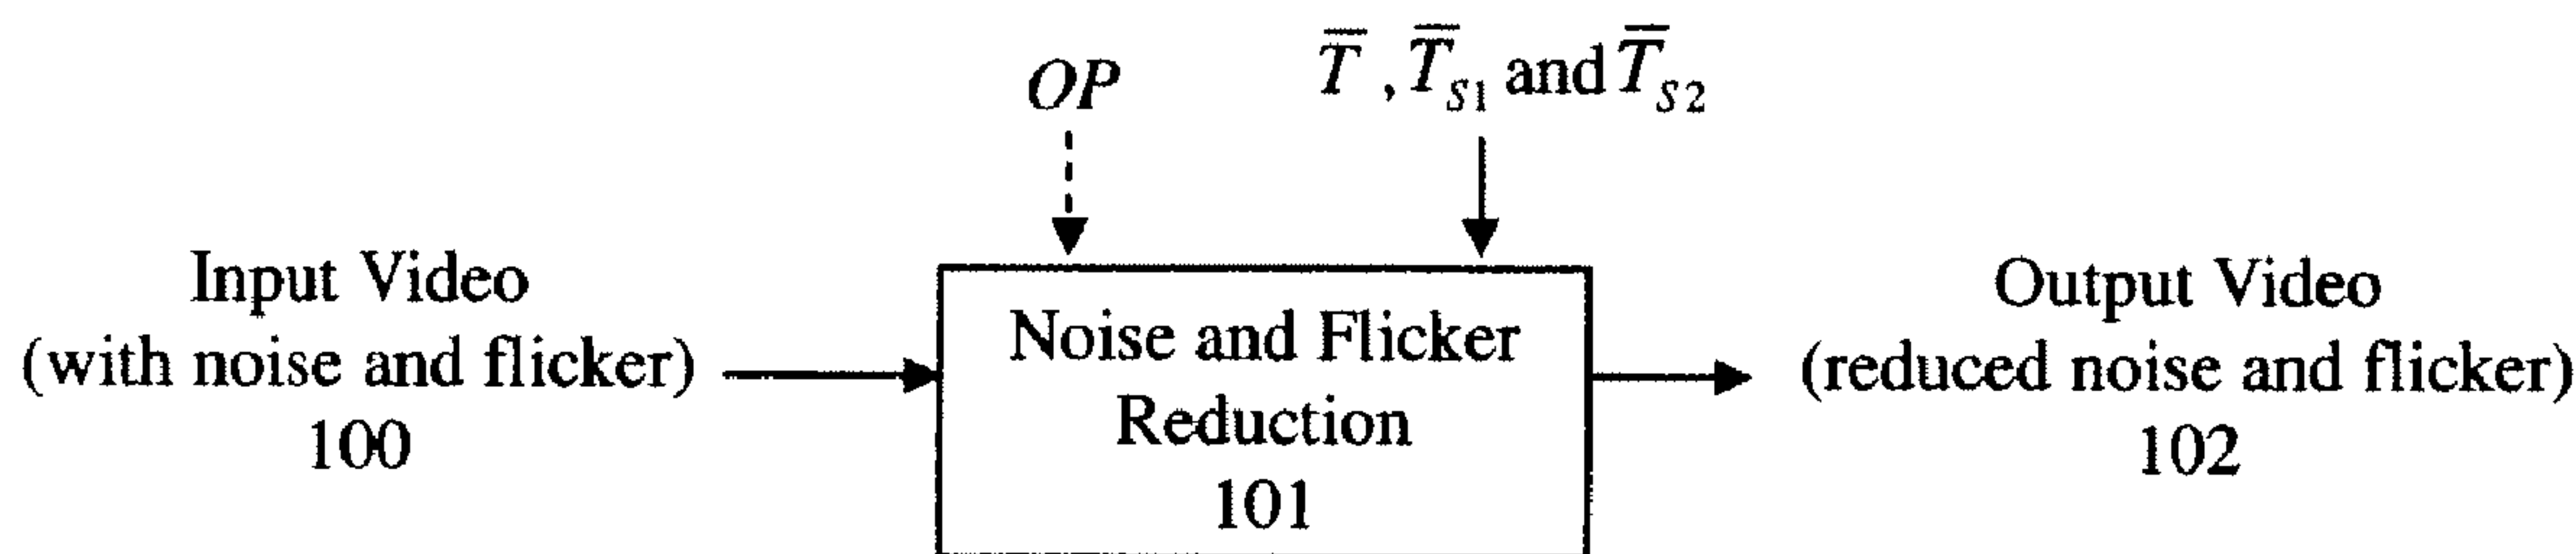 OP
T̅ , T̅S1 and T̅S2
Input Video
(with noise and flicker)
100
Noise and Flicker
Reduction
101
Output Video
(reduced noise and flicker)
102